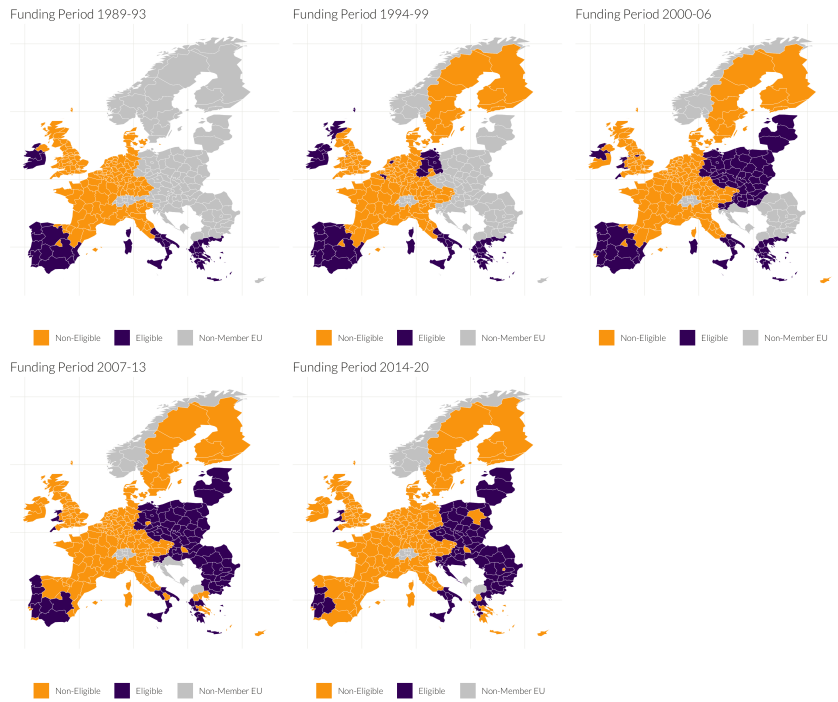 Funding Period 1989-93
Funding Period 1994-99
Funding Period 2000-06
Non-Eligible Eligible Non-Member EU
Non-Eligible Eligible Non-Member EU
Non-Eligible Eligible Non-Member EU
Funding Period 2007-13
Funding Period 2014-20
Non-Eligible Eligible Non-Member EU
Non-Eligible Eligible Non-Member EU